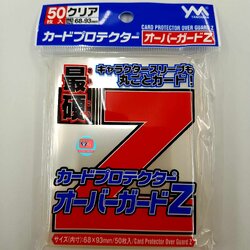 50枚入 クリア
68×93mm
CARD PROTECTOR OVER GUARD Z
カードプロテクター オーバーガードZ
キャラクタースリーブも
丸ごとガード!
最硬
Z
カードプロテクター
オーバーガードZ
サイズ(内寸):68×93mm/50枚入/Card Protector Over Guard Z